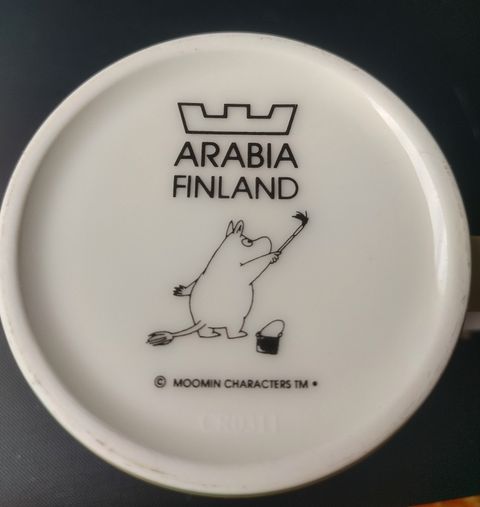 ARABIA
FINLAND
© MOOMIN CHARACTERS TM •